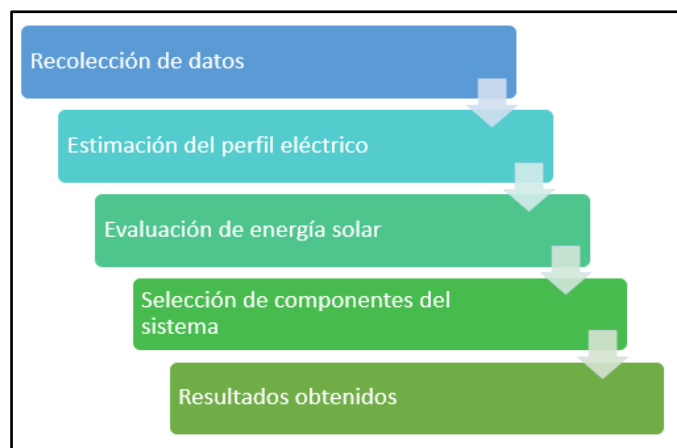 Recolección de datos
Estimación del perfil eléctrico
Evaluación de energía solar
Selección de componentes del
sistema
Resultados obtenidos